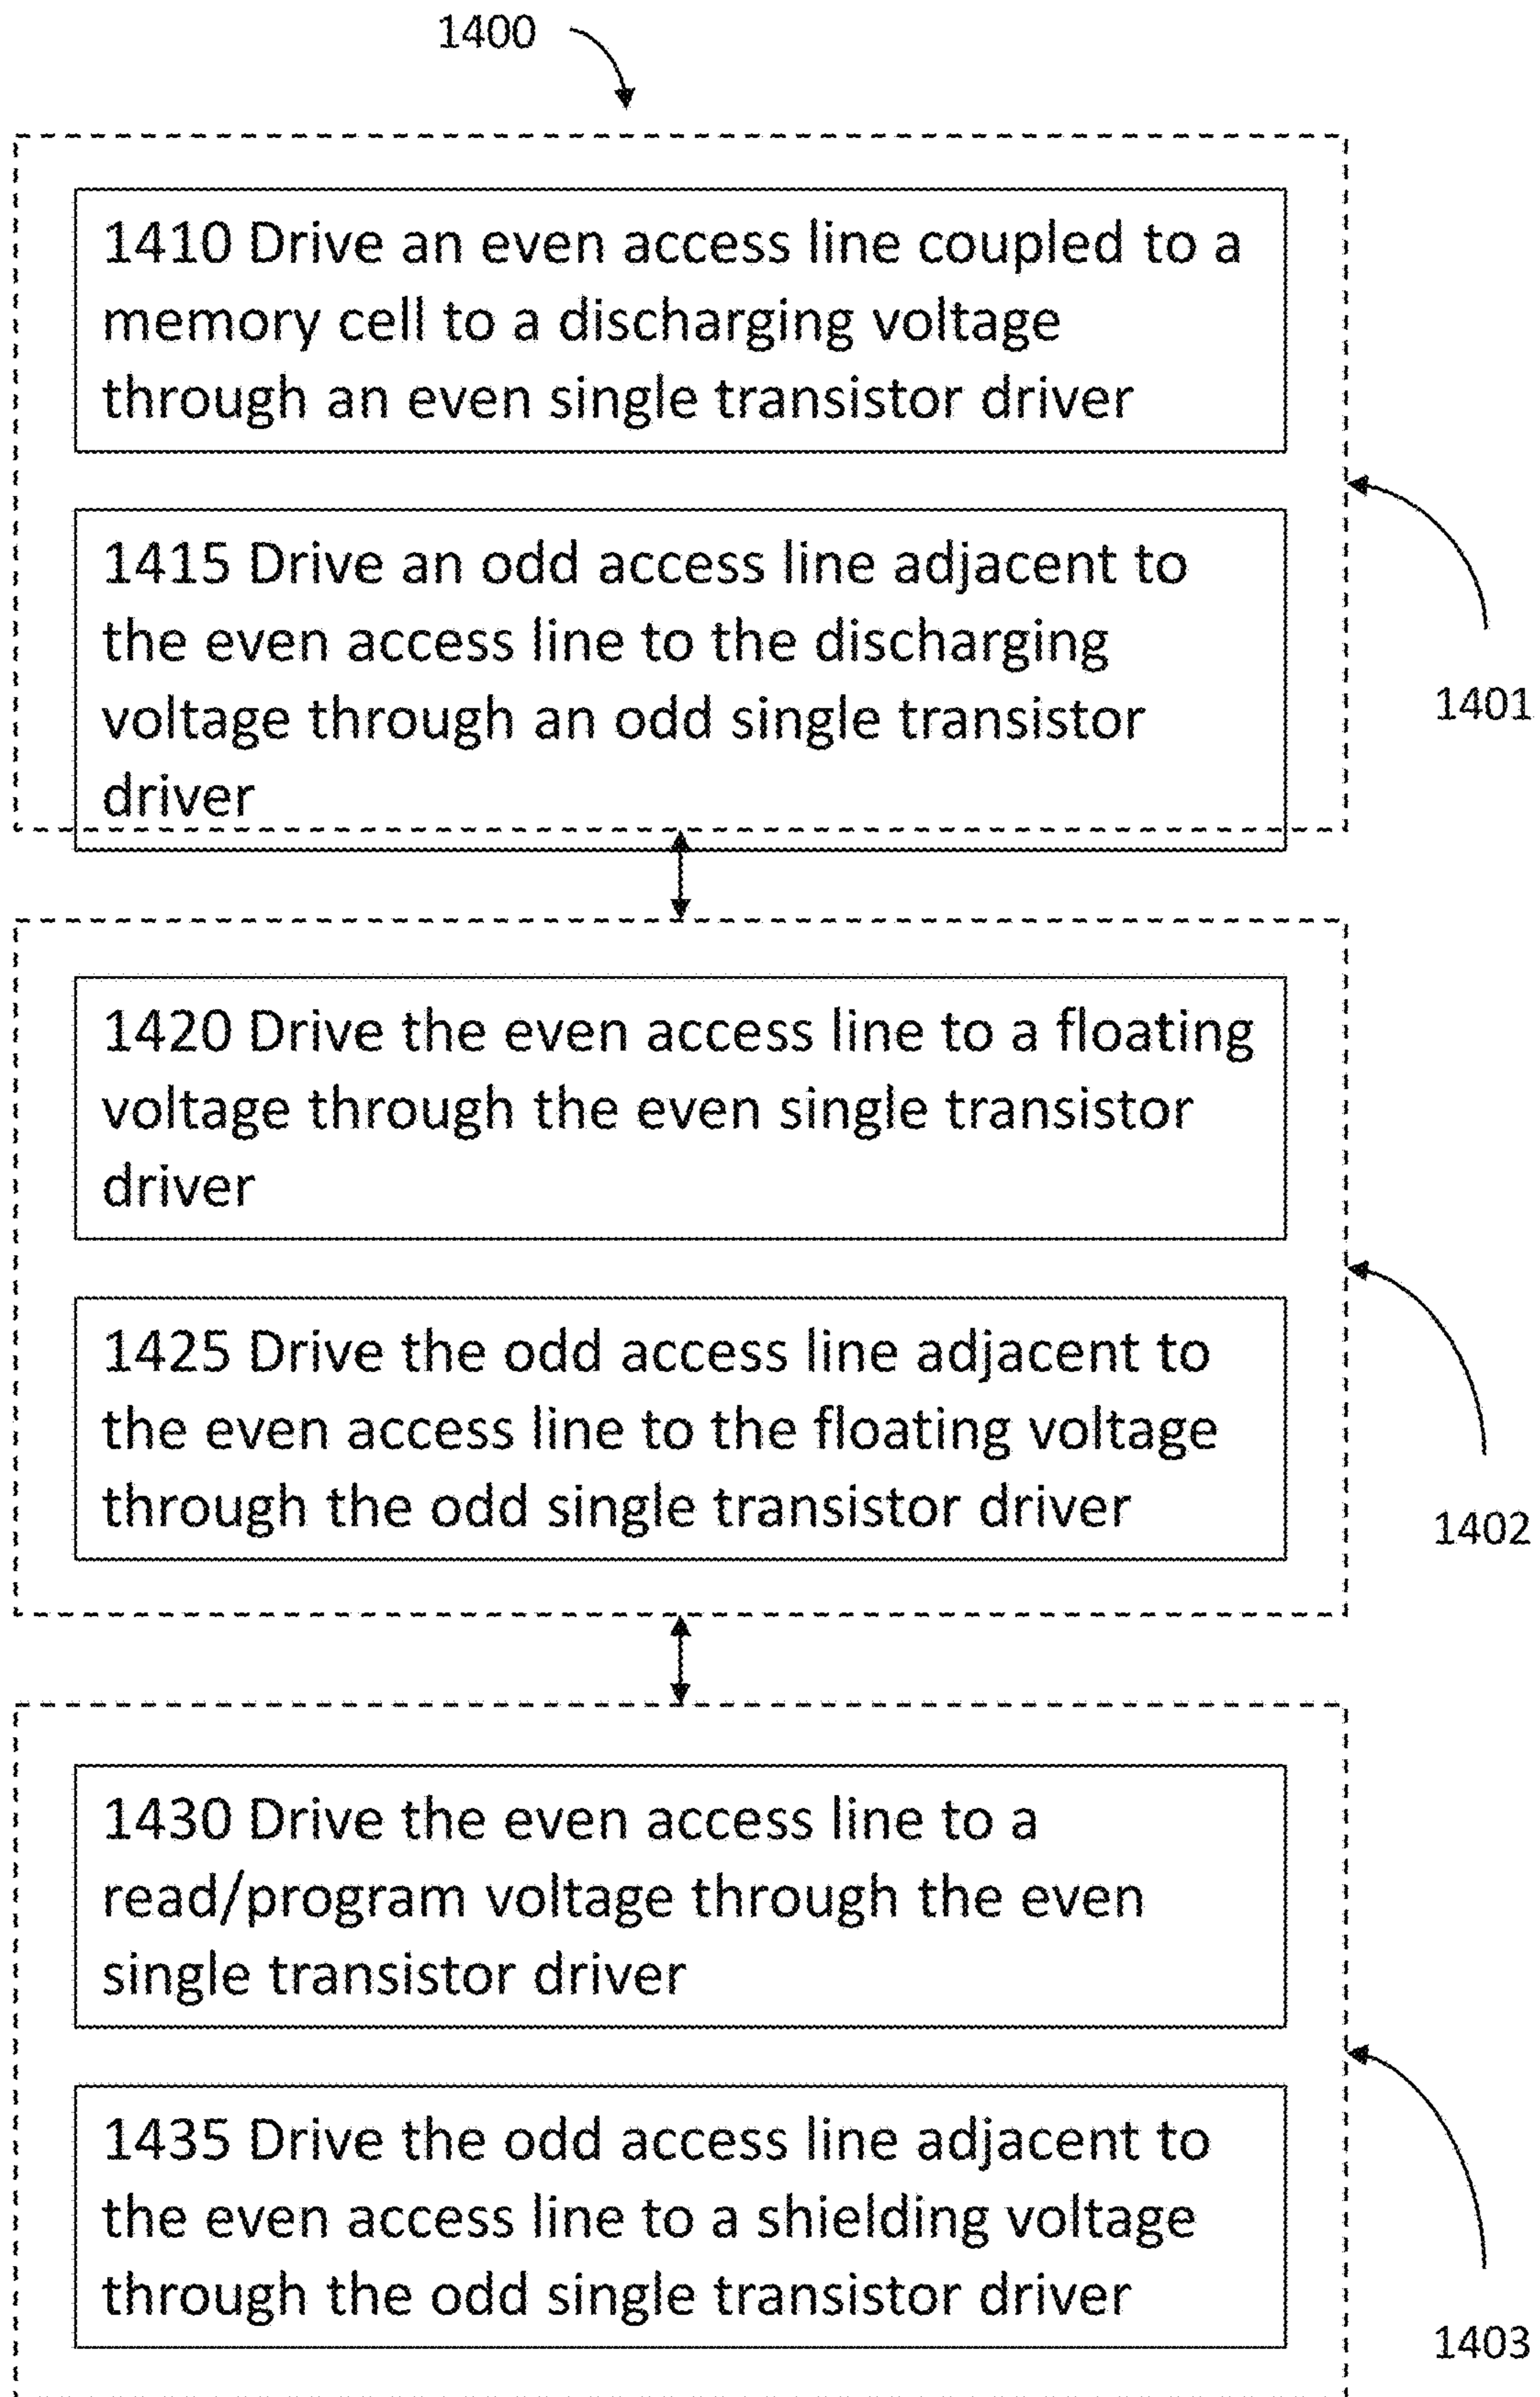 1400
1410 Drive an even access line coupled to a
memory cell to a discharging voltage
through an even single transistor driver
1415 Drive an odd access line adjacent to
the even access line to the discharging
voltage through an odd single transistor
driver
1401
1420 Drive the even access line to a floating
voltage through the even single transistor
driver
1425 Drive the odd access line adjacent to
the even access line to the floating voltage
through the odd single transistor driver
1402
1430 Drive the even access line to a
read/program voltage through the even
single transistor driver
1435 Drive the odd access line adjacent to
the even access line to a shielding voltage
through the odd single transistor driver
1403